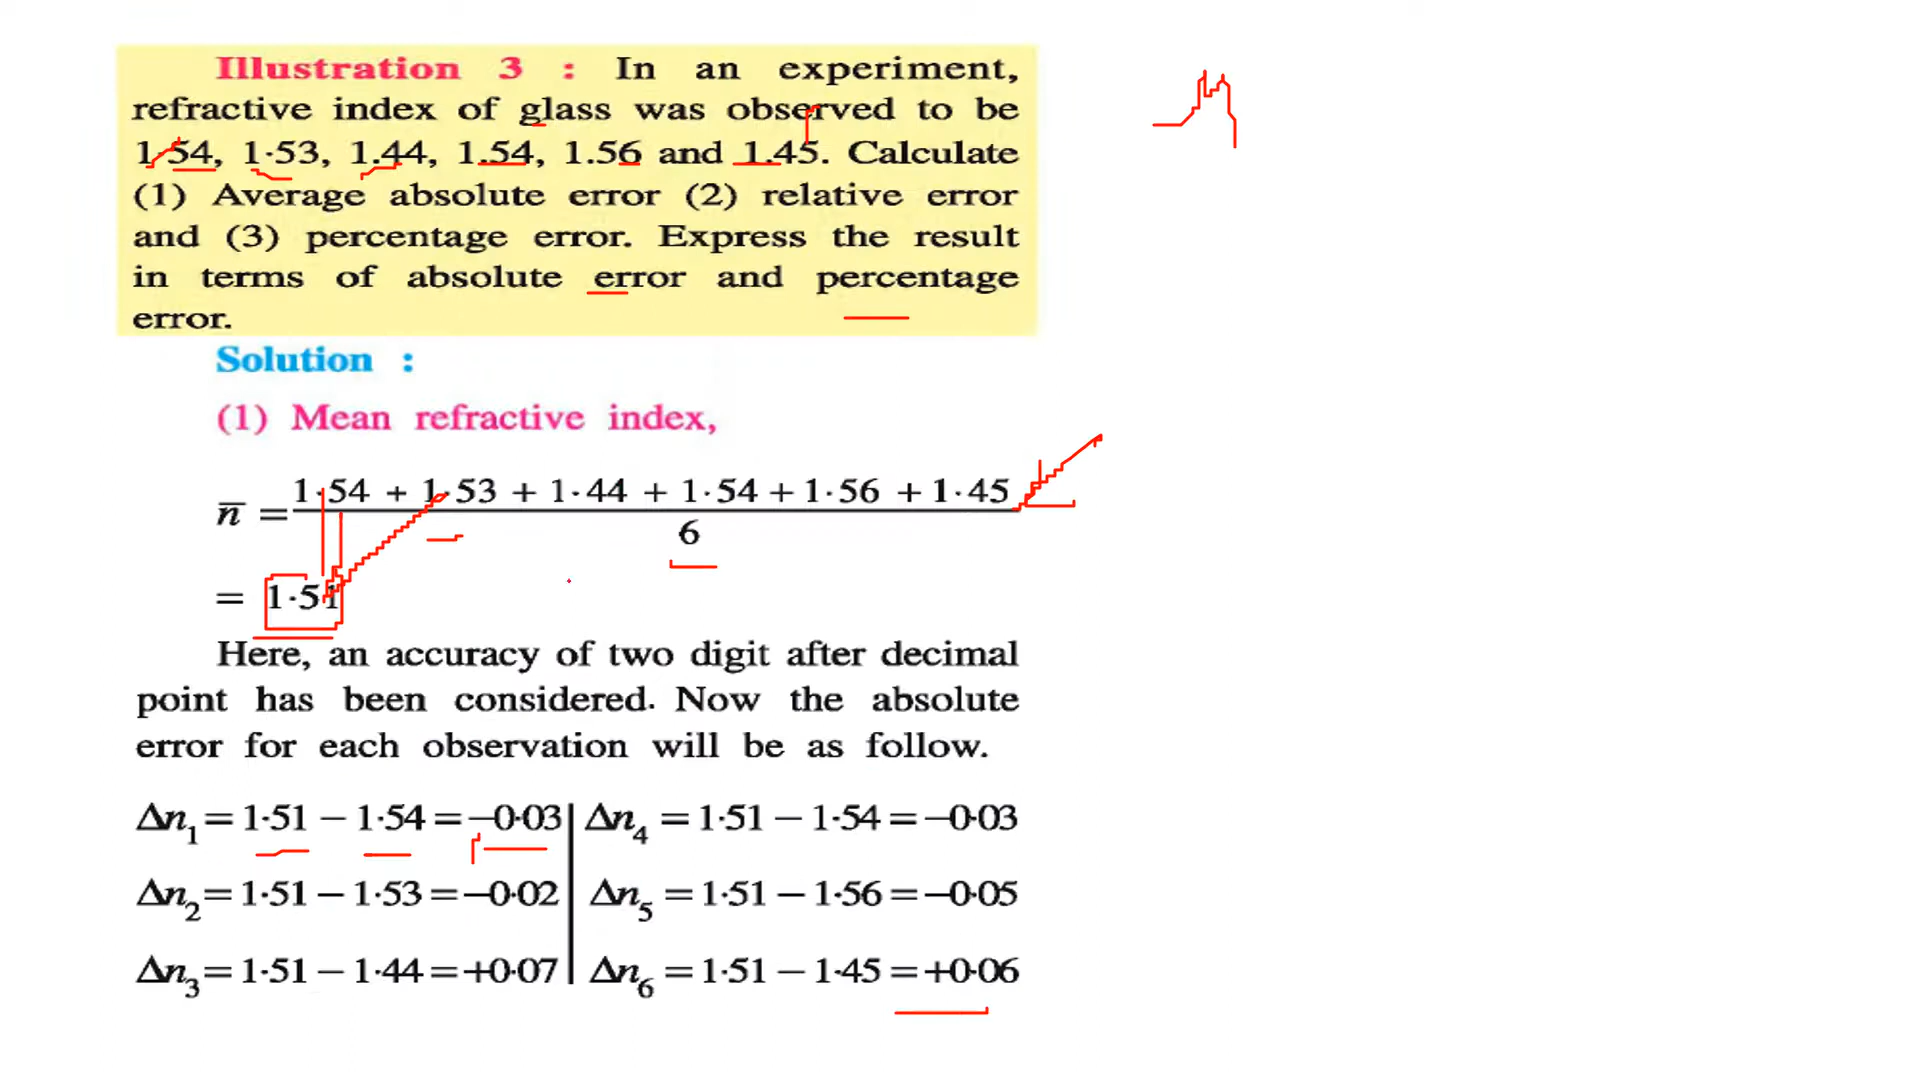 Illustration 3 : In an experiment,
refractive index of glass was observed to be
1.54, 1·53, 1.44, 1.54, 1.56 and 1.45. Calculate
(1) Average absolute error (2) relative error
and (3) percentage error. Express the result
in terms of absolute error and percentage
error.
Solution :
(1) Mean refractive index,
n̅ = (1·54 + 1·53 + 1·44 + 1·54 + 1·56 + 1·45) / 6
= 1·51
Here, an accuracy of two digit after decimal
point has been considered. Now the absolute
error for each observation will be as follow.
Δn₁ = 1·51 − 1·54 = −0·03 | Δn₄ = 1·51 − 1·54 = −0·03
Δn₂ = 1·51 − 1·53 = −0·02 | Δn₅ = 1·51 − 1·56 = −0·05
Δn₃ = 1·51 − 1·44 = +0·07 | Δn₆ = 1·51 − 1·45 = +0·06